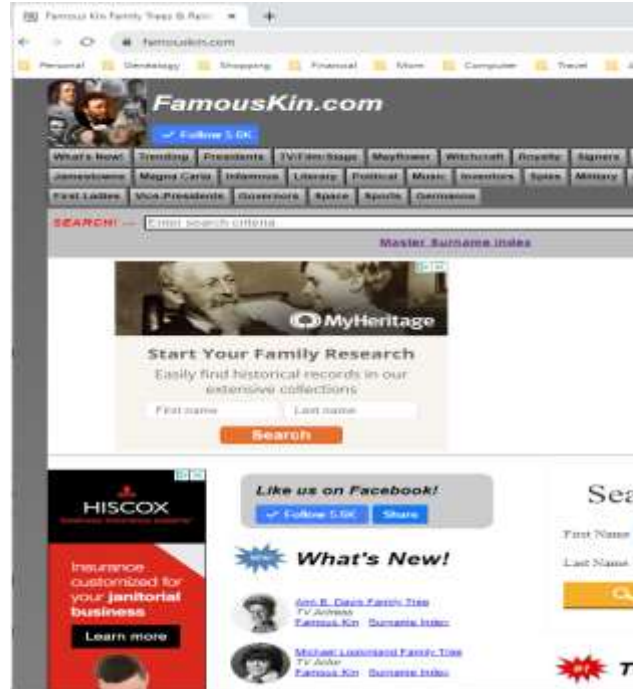 Famous Kin Family Trees & Rela
famouskin.com
Personal Genealogy Shopping Financial More Computer Travel
FamousKin.com
Follow 5.6K
What's New! Trending Presidents TV/Film/Stage Mayflower Witchcraft Royalty Signers
Jamestowne Magna Carta Infamous Literary Political Music Inventors Spies Military
First Ladies Vice-Presidents Governors Space Sports Germanna
SEARCH! --- Enter search criteria
Master Surname Index
MyHeritage
Start Your Family Research
Easily find historical records in our
extensive collections
First name Last name
Search
HISCOX
Insurance
customized for
your janitorial
business
Learn more
Like us on Facebook!
Follow 5.6K Share
What's New!
Ann B. Davis Family Tree
TV Actress
Famous Kin Surname Index
Michael Lookinland Family Tree
TV Actor
Famous Kin Surname Index
Sea
First Name
Last Name
T